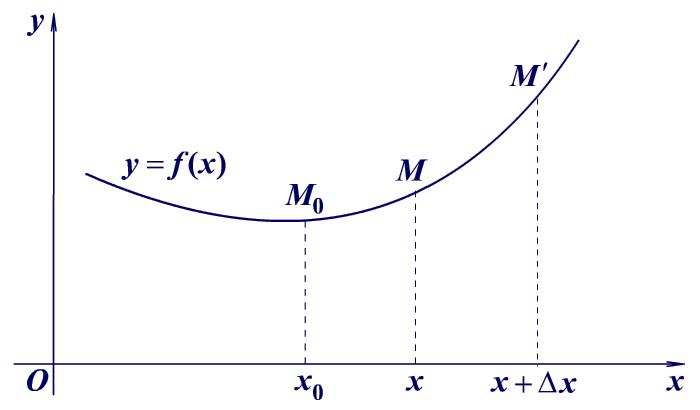 y
M′
y = f(x)
M
M₀
O
x₀
x
x + Δx
x